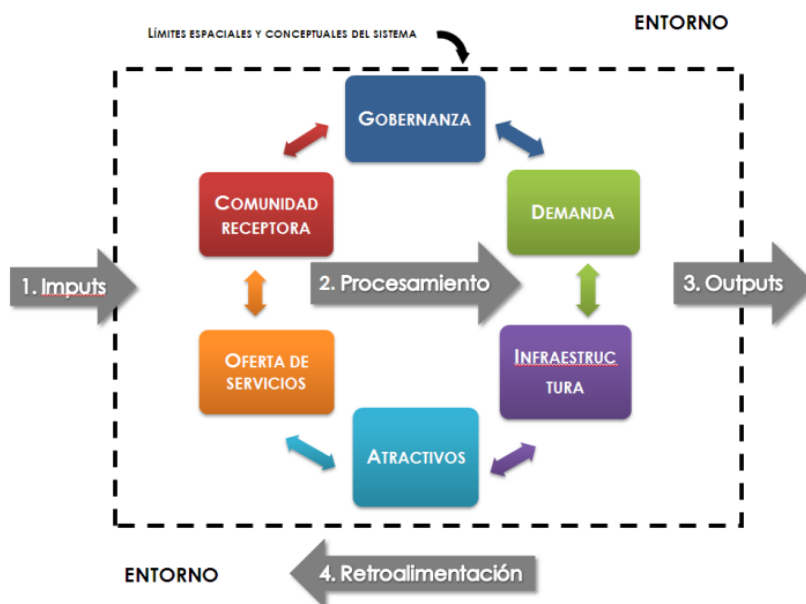 ENTORNO
LÍMITES ESPACIALES Y CONCEPTUALES DEL SISTEMA
GOBERNANZA
COMUNIDAD
RECEPTORA
DEMANDA
1. Imputs
2. Procesamiento
3. Outputs
OFERTA DE
SERVICIOS
INFRAESTRUC
TURA
ATRACTIVOS
ENTORNO
4. Retroalimentación